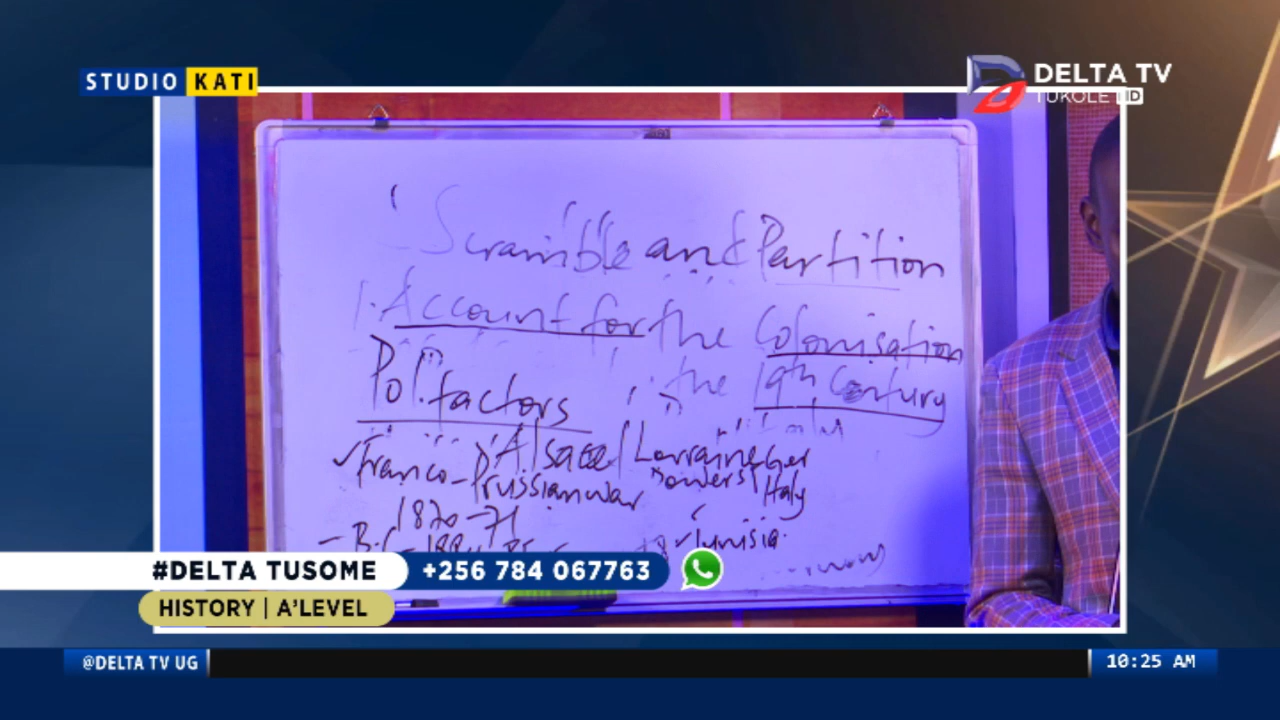 STUDIO KATI
DELTA TV
TUKOLE HD
Scramble and Partition
1. Account for the Colonisation
in the 19th Century
Pol. factors
Alsace/Lorraine
Ger
✓Franco-Prussian war
Powers
Italy
1870-71
Tunisia
#DELTA TUSOME
+256 784 067763
HISTORY | A'LEVEL
@DELTA TV UG
10:25 AM